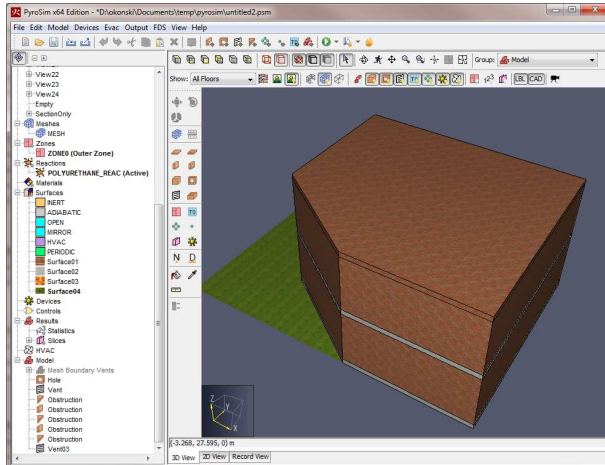 PyroSim x64 Edition - *D:\okonski\Documents\temp\pyrosim\untitled2.psm
File Edit Model Devices Evac Output FDS View Help
Group: Model
Show: All Floors
LBL CAD
View22
View23
View24
Empty
SectionOnly
Meshes
MESH
Zones
ZONE0 (Outer Zone)
Reactions
POLYURETHANE_REAC (Active)
Materials
Surfaces
INERT
ADIABATIC
OPEN
MIRROR
HVAC
PERIODIC
Surface01
Surface02
Surface03
Surface04
Devices
Controls
Results
Statistics
Slices
HVAC
Model
Mesh Boundary Vents
Hole
Vent
Obstruction
Obstruction
Obstruction
Obstruction
Obstruction
Vent03
N D
Z
Y
X
(-3.268, 27.595, 0) m
3D View 2D View Record View